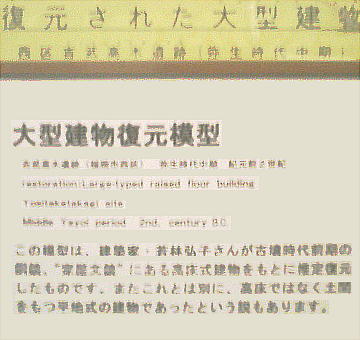 復元された大型建物
西区吉武高木遺跡（弥生時代中期）
大型建物復元模型
吉武高木遺跡（福岡市西区） 弥生時代中期 紀元前2世紀
restoration:Large-typed raised floor building
Yositaketakagi site
Middle Yayoi period 2nd. century B.C.
この模型は、建築家・若林弘子さんが古墳時代前期の
銅鏡、"家屋文鏡"にある高床式建物をもとに推定復元
したものです。またこれとは別に、高床ではなく土間
をもつ平地式の建物であったという説もあります。